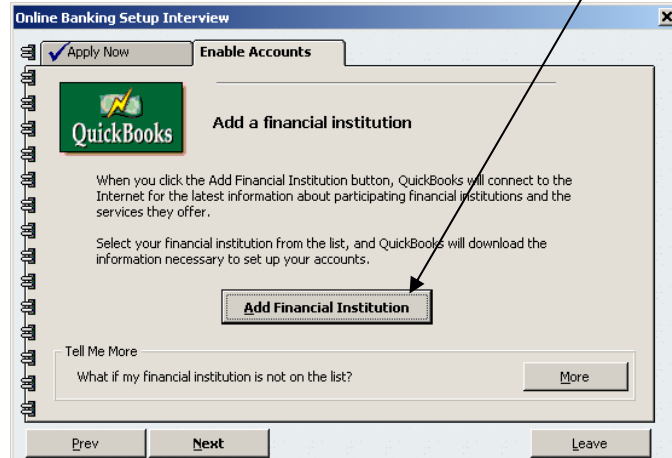 Online Banking Setup Interview
Apply Now
Enable Accounts
QuickBooks
Add a financial institution
When you click the Add Financial Institution button, QuickBooks will connect to the
Internet for the latest information about participating financial institutions and the
services they offer.
Select your financial institution from the list, and QuickBooks will download the
information necessary to set up your accounts.
Add Financial Institution
Tell Me More
What if my financial institution is not on the list?
More
Prev
Next
Leave